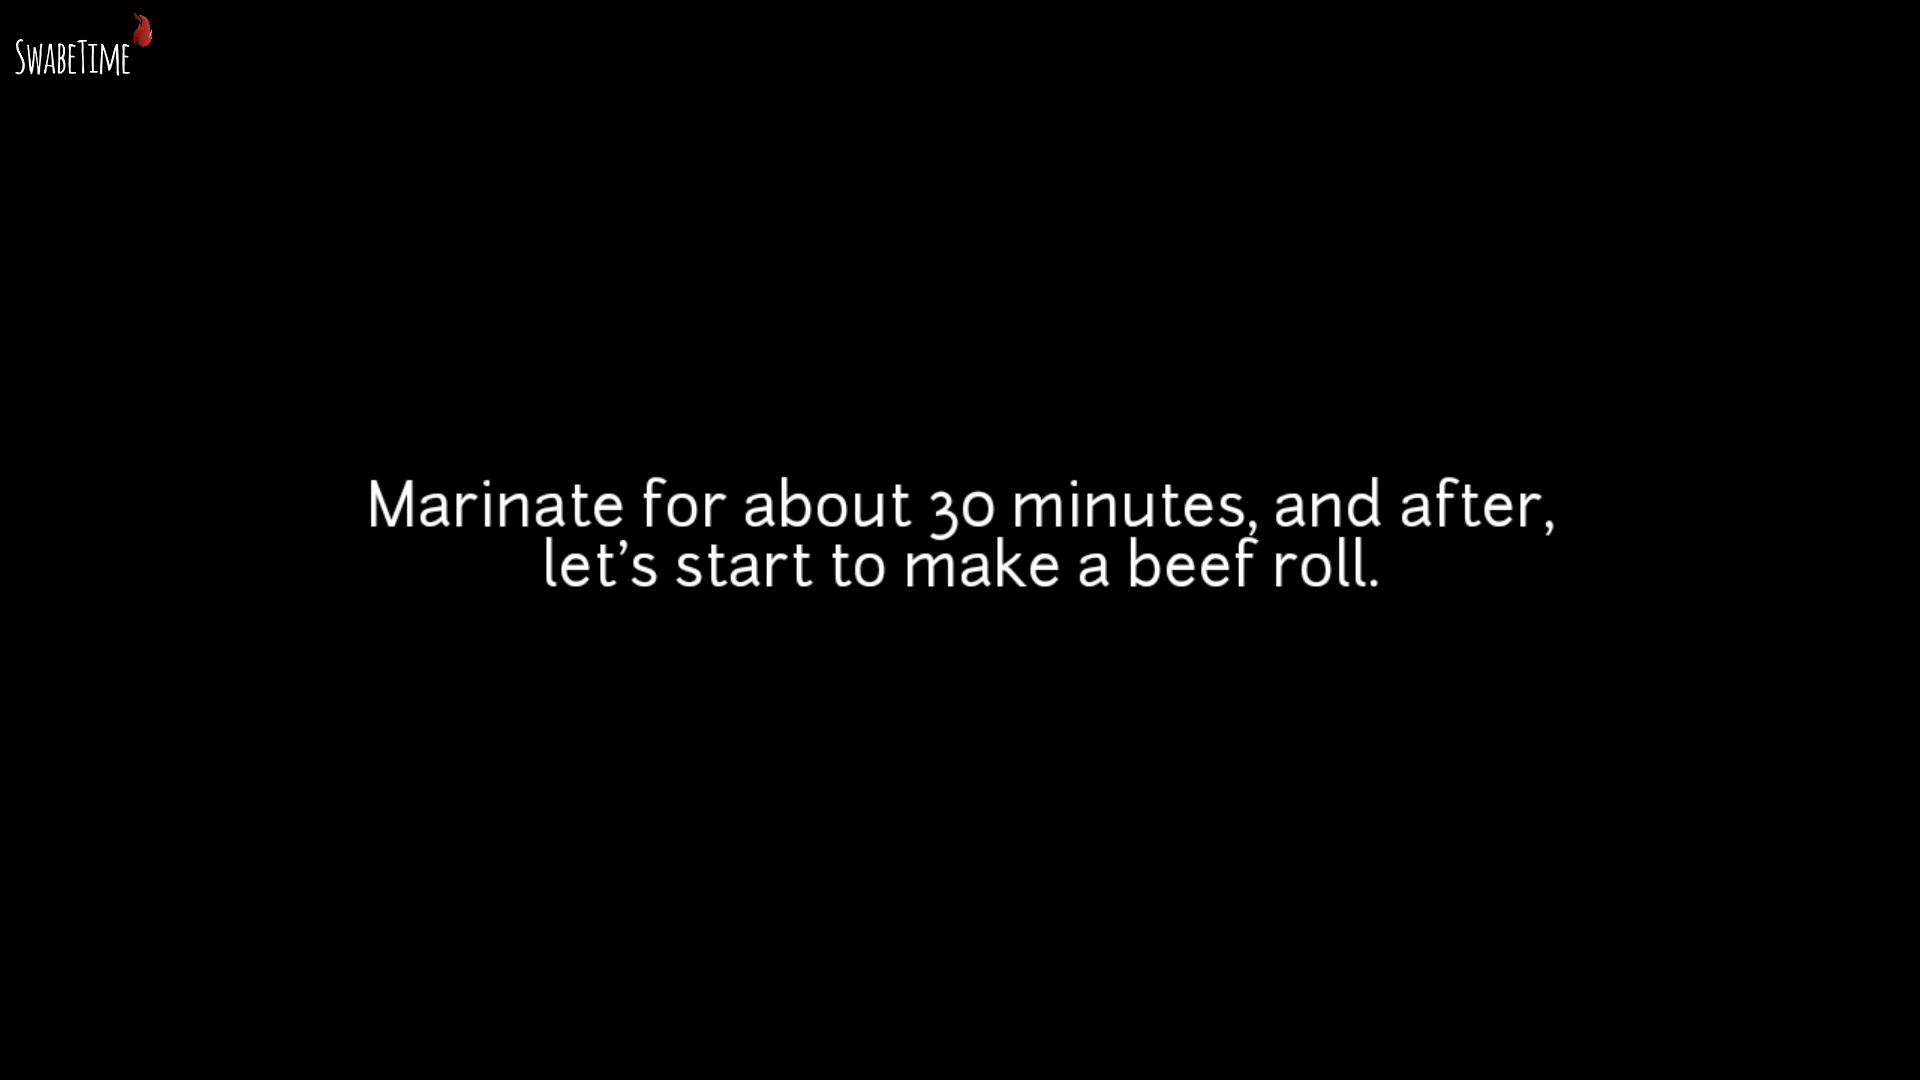 SWABETIME
Marinate for about 30 minutes, and after,
let’s start to make a beef roll.